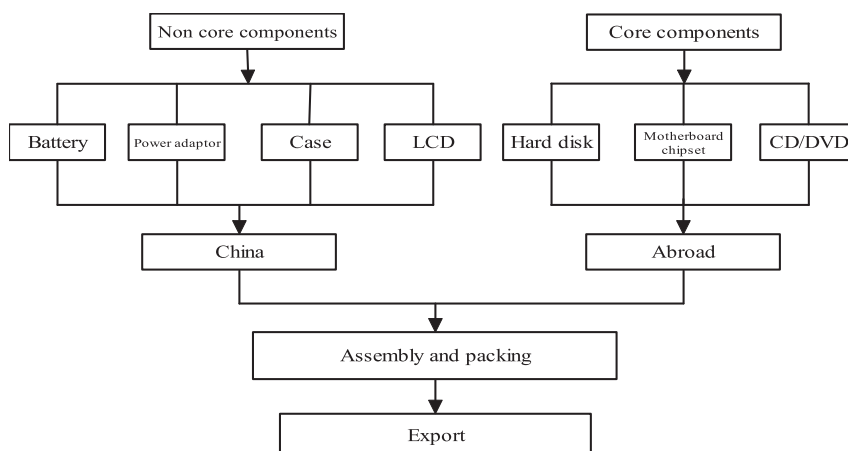 Non core components
Core components
Battery
Power adaptor
Case
LCD
Hard disk
Motherboard
chipset
CD/DVD
China
Abroad
Assembly and packing
Export